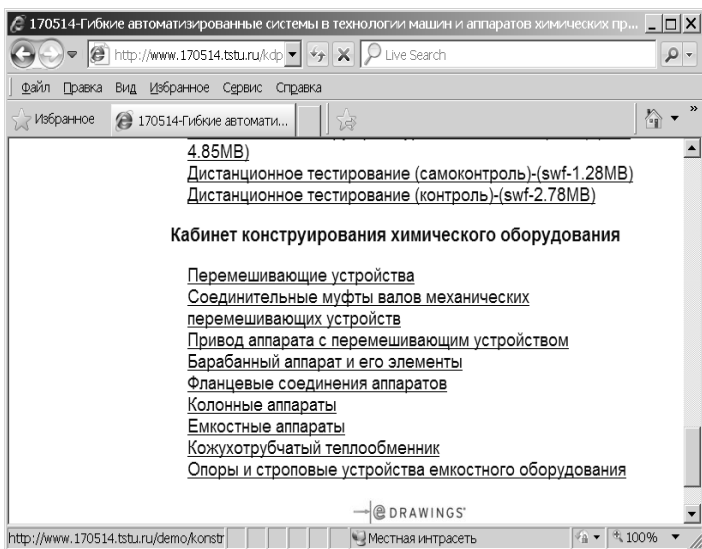 170514-Гибкие автоматизированные системы в технологии машин и аппаратов химических пр...
http://www.170514.tstu.ru/kdp
Live Search
Файл Правка Вид Избранное Сервис Справка
Избранное 170514-Гибкие автомати...
4.85MB)
Дистанционное тестирование (самоконтроль)-(swf-1.28MB)
Дистанционное тестирование (контроль)-(swf-2.78MB)
Кабинет конструирования химического оборудования
Перемешивающие устройства
Соединительные муфты валов механических
перемешивающих устройств
Привод аппарата с перемешивающим устройством
Барабанный аппарат и его элементы
Фланцевые соединения аппаратов
Колонные аппараты
Емкостные аппараты
Кожухотрубчатый теплообменник
Опоры и строповые устройства емкостного оборудования
eDRAWINGS
http://www.170514.tstu.ru/demo/konstr Местная интрасеть 100%